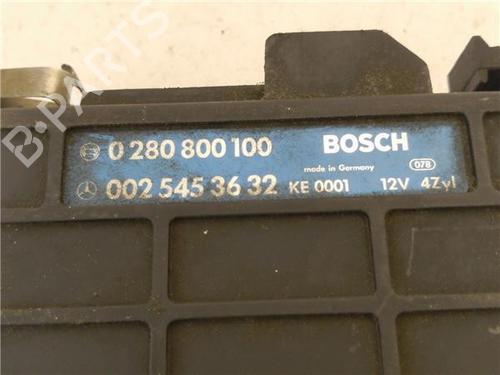 B-PARTS
0 280 800 100 BOSCH
made in Germany 078
002 545 36 32 KE 0001 12V 4Zyl